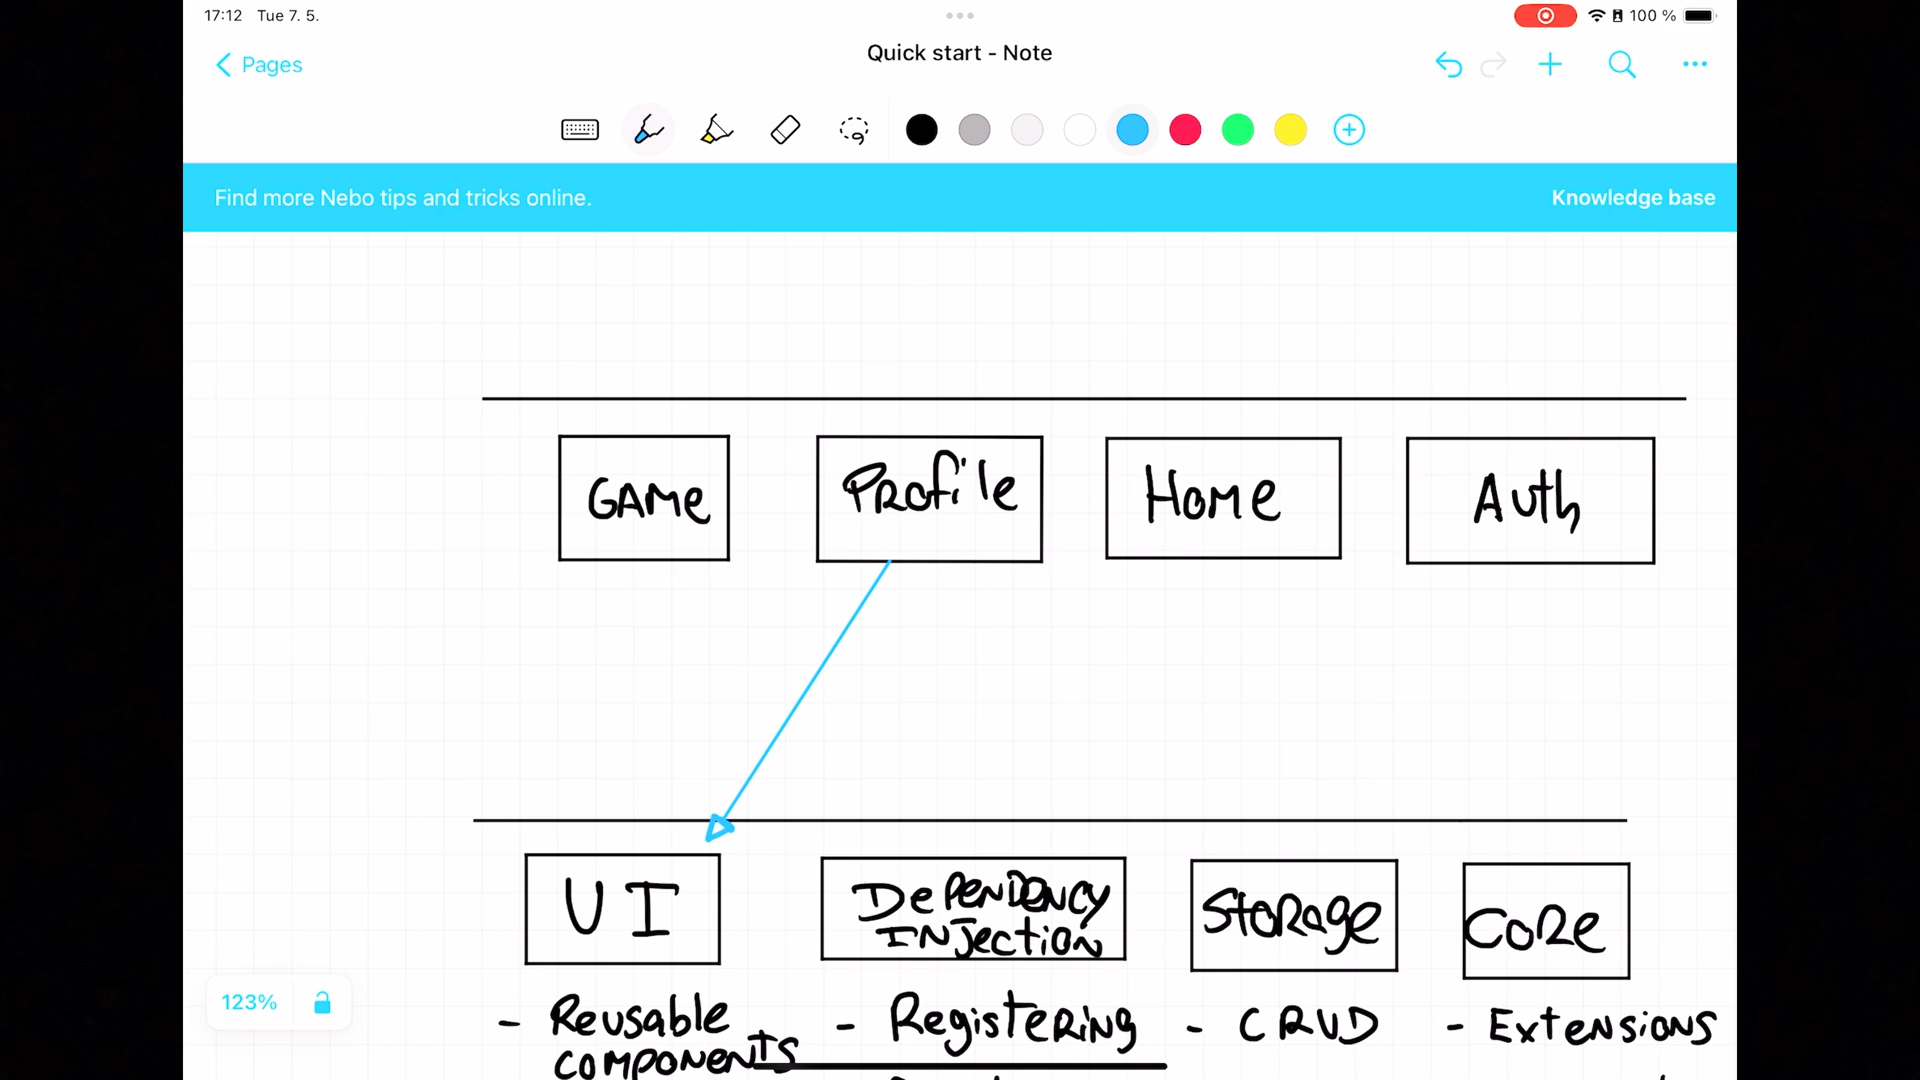 17:12 Tue 7. 5.
100 %
Pages
Quick start - Note
Find more Nebo tips and tricks online.
Knowledge base
GAMe
Profile
Home
Auth
UI
Dependency
Injection
Storage
Core
- Reusable
components
- Registering
- CRUD
- Extensions
123%